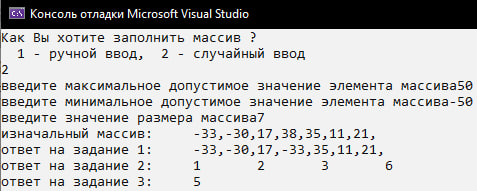 Консоль отладки Microsoft Visual Studio
Как Вы хотите заполнить массив ?
1 - ручной ввод, 2 - случайный ввод
2
введите максимальное допустимое значение элемента массива50
введите минимальное допустимое значение элемента массива-50
введите значение размера массива7
изначальный массив: -33,-30,17,38,35,11,21,
ответ на задание 1: -33,-30,17,-33,35,11,21,
ответ на задание 2: 1 2 3 6
ответ на задание 3: 5